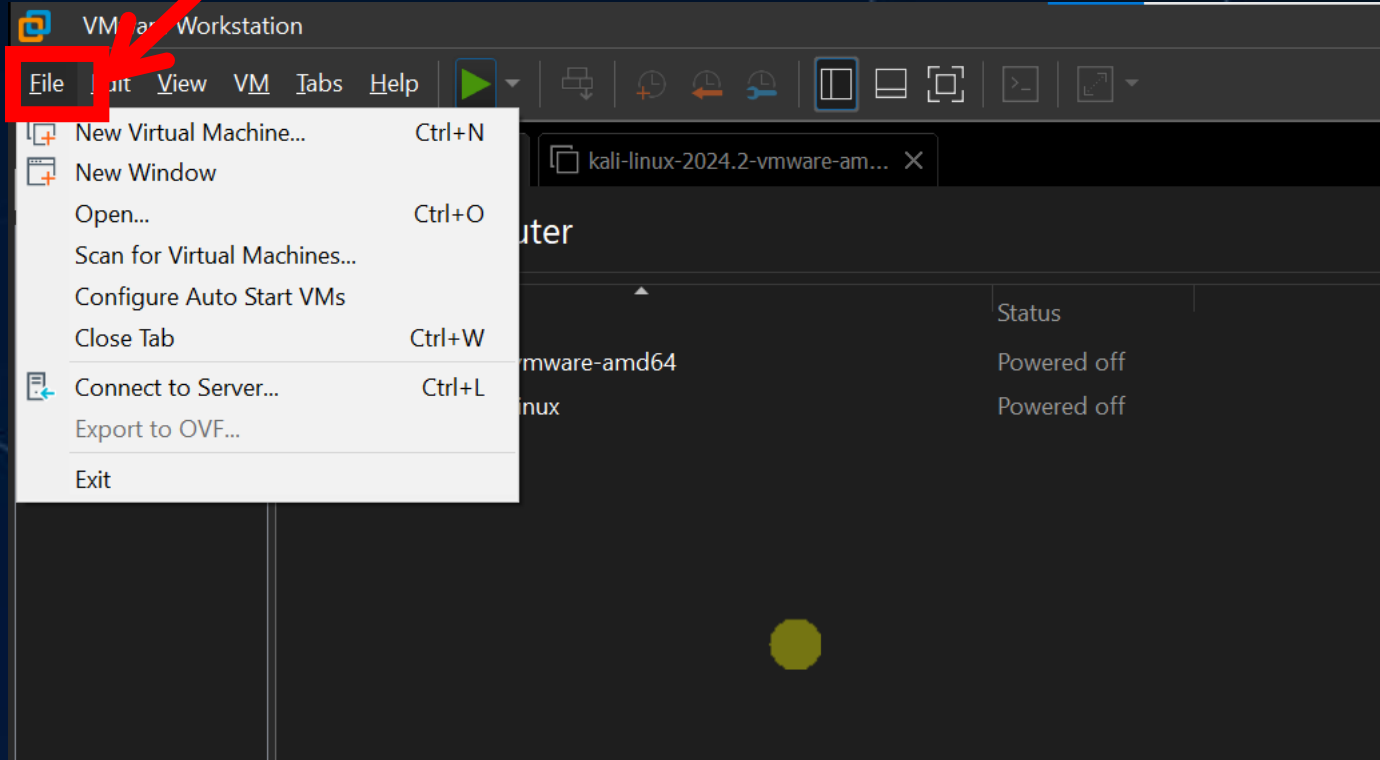 VMware Workstation
File Edit View VM Tabs Help
New Virtual Machine... Ctrl+N
New Window
Open... Ctrl+O
Scan for Virtual Machines...
Configure Auto Start VMs
Close Tab Ctrl+W
Connect to Server... Ctrl+L
Export to OVF...
Exit
kali-linux-2024.2-vmware-am...
uter
Status
vmware-amd64 Powered off
inux Powered off